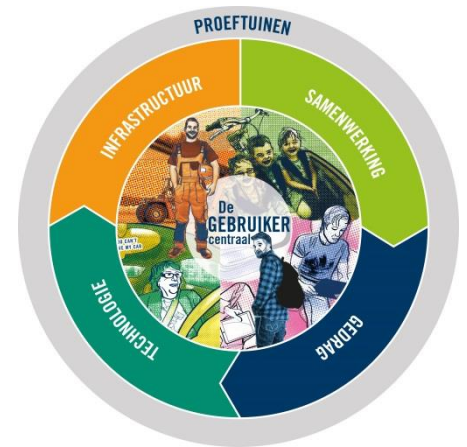 PROEFTUINEN
INFRASTRUCTUUR
SAMENWERKING
De
GEBRUIKER
centraal
TECHNOLOGIE
GEDRAG